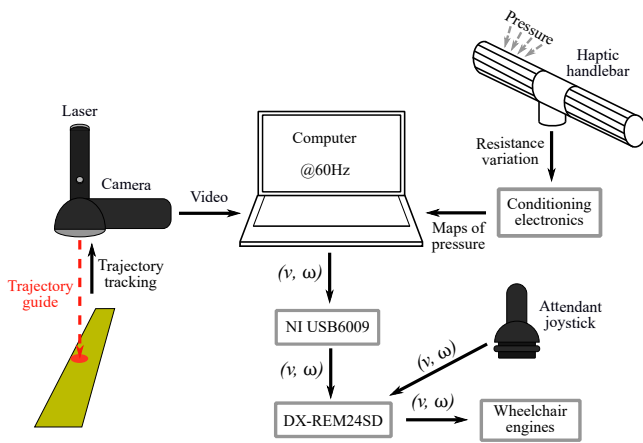 Pressure
Haptic
handlebar
Laser
Computer
@60Hz
Resistance
variation
Camera
Video
Conditioning
electronics
Maps of
pressure
Trajectory
tracking
Trajectory
guide
(v, ω)
NI USB6009
Attendant
joystick
(v, ω)
(v, ω)
DX-REM24SD
(v, ω)
Wheelchair
engines